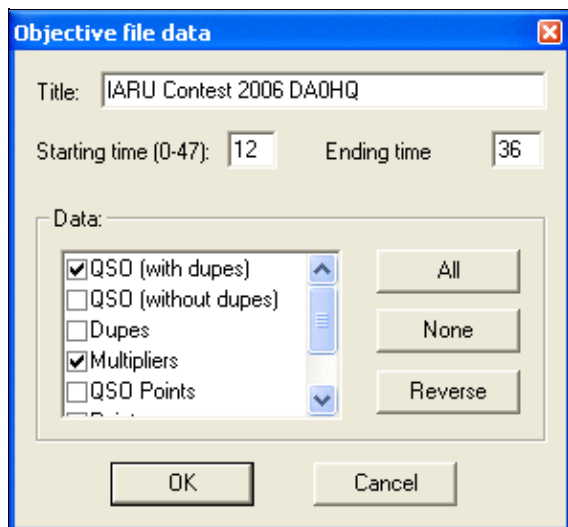 Objective file data
Title: IARU Contest 2006 DA0HQ
Starting time (0-47): 12 Ending time 36
Data:
QSO (with dupes)
All
QSO (without dupes)
Dupes
None
Multipliers
QSO Points
Reverse
OK Cancel